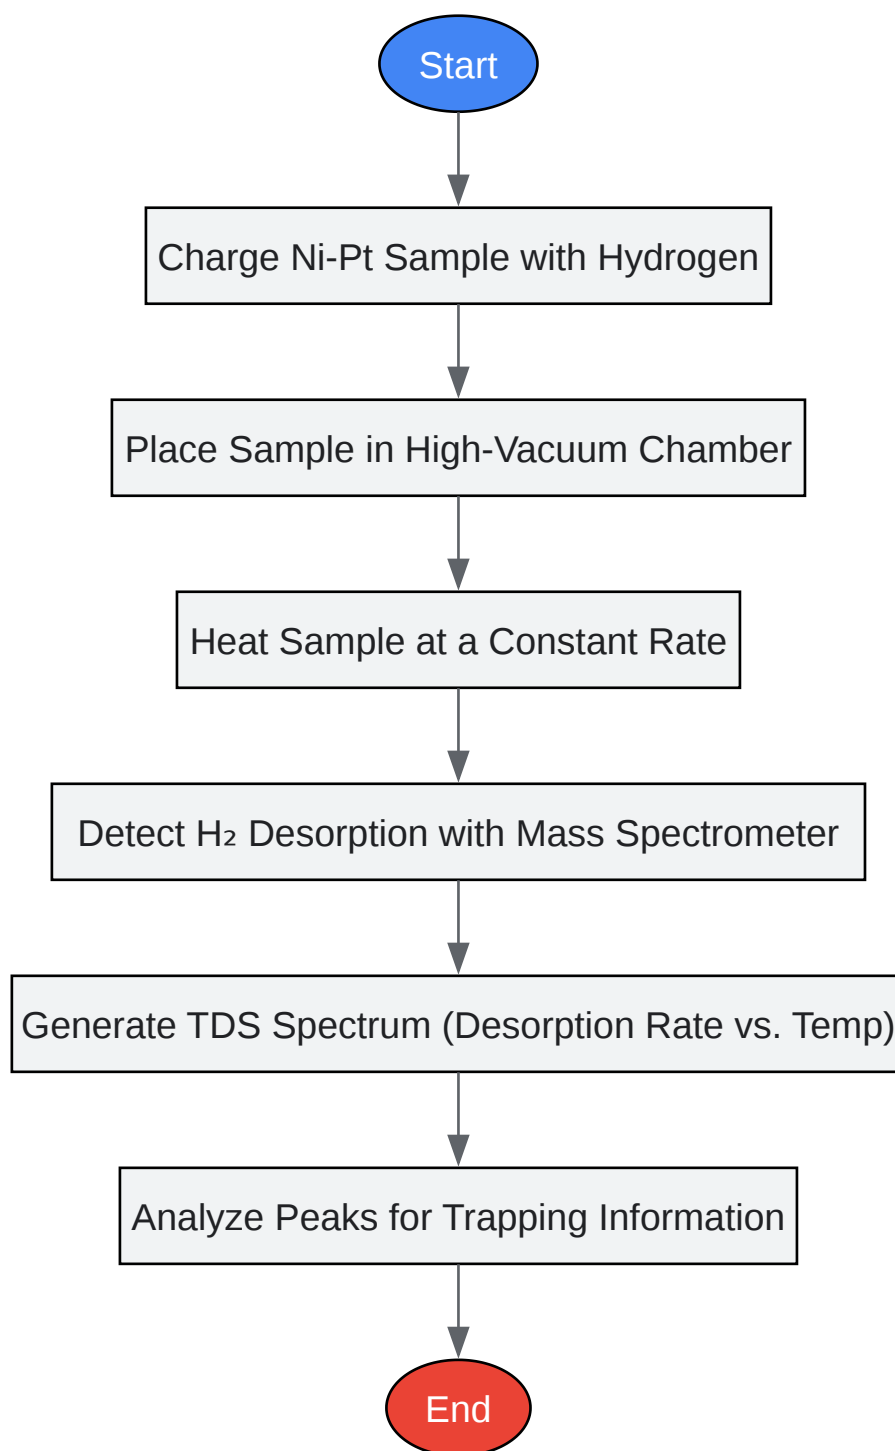 Start
Charge Ni-Pt Sample with Hydrogen
Place Sample in High-Vacuum Chamber
Heat Sample at a Constant Rate
Detect H₂ Desorption with Mass Spectrometer
Generate TDS Spectrum (Desorption Rate vs. Temp)
Analyze Peaks for Trapping Information
End